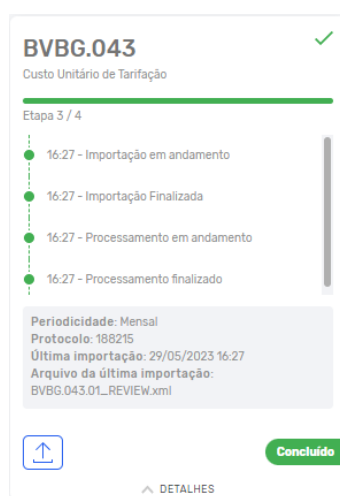 BVBG.043
Custo Unitário de Tarifação
Etapa 3 / 4
16:27 - Importação em andamento
16:27 - Importação Finalizada
16:27 - Processamento em andamento
16:27 - Processamento finalizado
Periodicidade: Mensal
Protocolo: 188215
Última importação: 29/05/2023 16:27
Arquivo da última importação:
BVBG.043.01_REVIEW.xml
Concluído
DETALHES